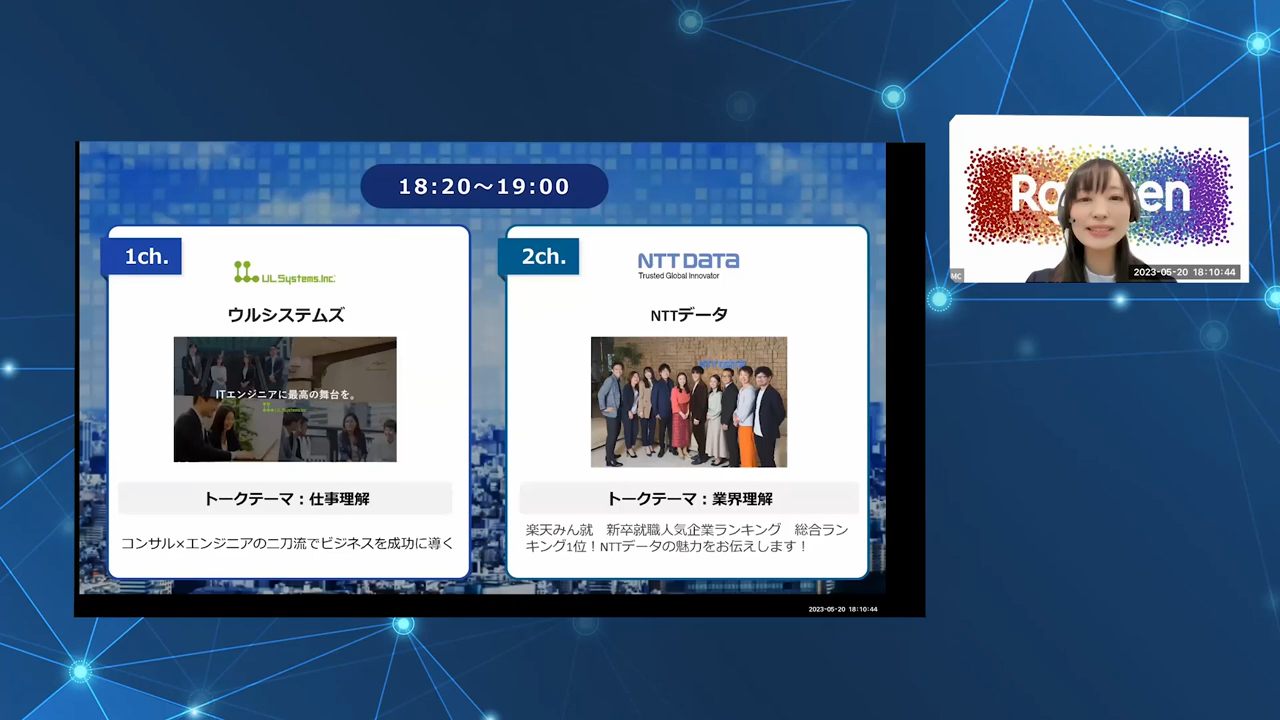 18:20～19:00
1ch.
UL Systems.Inc.
ウルシステムズ
ITエンジニアに最高の舞台を。
UL Systems.Inc.
トークテーマ：仕事理解
コンサル×エンジニアの二刀流でビジネスを成功に導く
2ch.
NTT DATA
Trusted Global Innovator
NTTデータ
NTT DATA
トークテーマ：業界理解
楽天みん就　新卒就職人気企業ランキング　総合ラン
キング1位！NTTデータの魅力をお伝えします！
2023-05-20 18:10:44
MC
2023-05-20 18:10:44